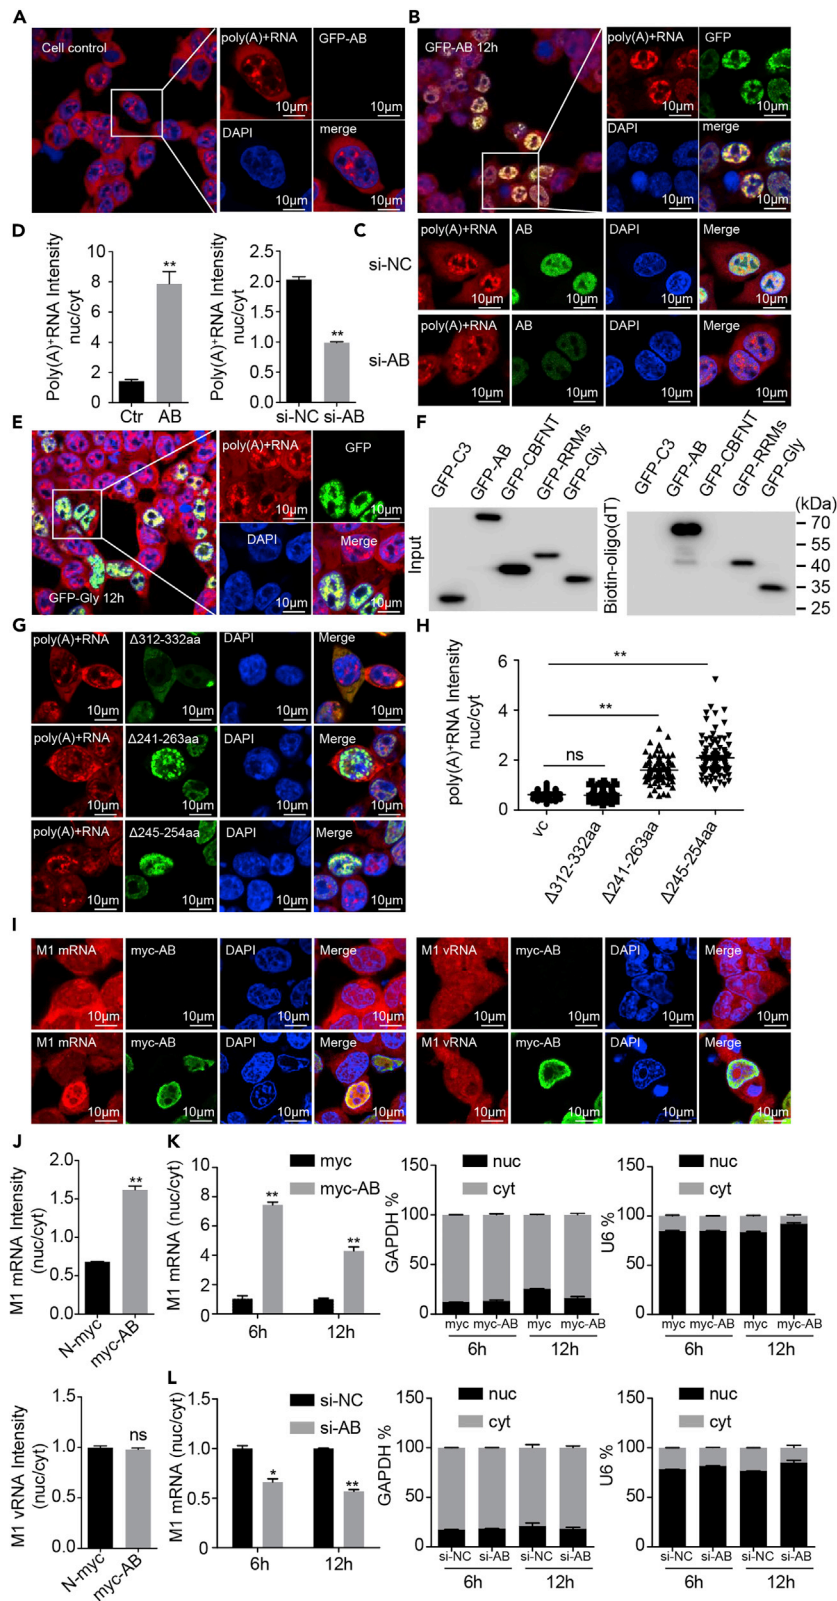 A
Cell control
poly(A)+RNA
GFP-AB
10μm
10μm
DAPI
merge
10μm
10μm
B
GFP-AB 12h
poly(A)+RNA
GFP
10μm
10μm
DAPI
merge
10μm
10μm
D
Poly(A)+RNA Intensity
nuc/cyt
10
8
6
4
2
0
**
Ctr
AB
Poly(A)+RNA Intensity
nuc/cyt
2.5
2.0
1.5
1.0
0.5
0.0
**
si-NC
si-AB
C
si-NC
poly(A)+RNA
AB
DAPI
Merge
10μm
10μm
10μm
10μm
si-AB
poly(A)+RNA
AB
DAPI
Merge
10μm
10μm
10μm
10μm
E
GFP-Gly 12h
poly(A)+RNA
GFP
10μm
10μm
DAPI
Merge
10μm
10μm
F
GFP-C3
GFP-AB
GFP-CBFNT
GFP-RRMs
GFP-Gly
Input
GFP-C3
GFP-AB
GFP-CBFNT
GFP-RRMs
GFP-Gly
Biotin-oligo(dT)
(kDa)
70
55
40
35
25
G
poly(A)+RNA
Δ312-332aa
DAPI
Merge
10μm
10μm
10μm
10μm
poly(A)+RNA
Δ241-263aa
DAPI
Merge
10μm
10μm
10μm
10μm
poly(A)+RNA
Δ245-254aa
DAPI
Merge
10μm
10μm
10μm
10μm
H
poly(A)+RNA Intensity
nuc/cyt
6
4
2
0
**
**
ns
vc
Δ312-332aa
Δ241-263aa
Δ245-254aa
I
M1 mRNA
myc-AB
DAPI
Merge
10μm
10μm
10μm
10μm
M1 mRNA
myc-AB
DAPI
Merge
10μm
10μm
10μm
10μm
M1 vRNA
myc-AB
DAPI
Merge
10μm
10μm
10μm
10μm
M1 vRNA
myc-AB
DAPI
Merge
10μm
10μm
10μm
10μm
J
M1 mRNA Intensity
(nuc/cyt)
2.0
1.5
1.0
0.5
0.0
**
N-myc
myc-AB
M1 vRNA Intensity
(nuc/cyt)
1.5
1.0
0.5
0.0
ns
N-myc
myc-AB
K
M1 mRNA (nuc/cyt)
10
8
6
4
2
0
myc
myc-AB
**
**
6h
12h
GAPDH %
150
100
50
0
nuc
cyt
myc
myc-AB
myc
myc-AB
6h
12h
U6 %
150
100
50
0
nuc
cyt
myc
myc-AB
myc
myc-AB
6h
12h
L
M1 mRNA (nuc/cyt)
1.5
1.0
0.5
0
si-NC
si-AB
*
**
6h
12h
GAPDH %
150
100
50
0
nuc
cyt
si-NC
si-AB
si-NC
si-AB
6h
12h
U6 %
150
100
50
0
nuc
cyt
si-NC
si-AB
si-NC
si-AB
6h
12h